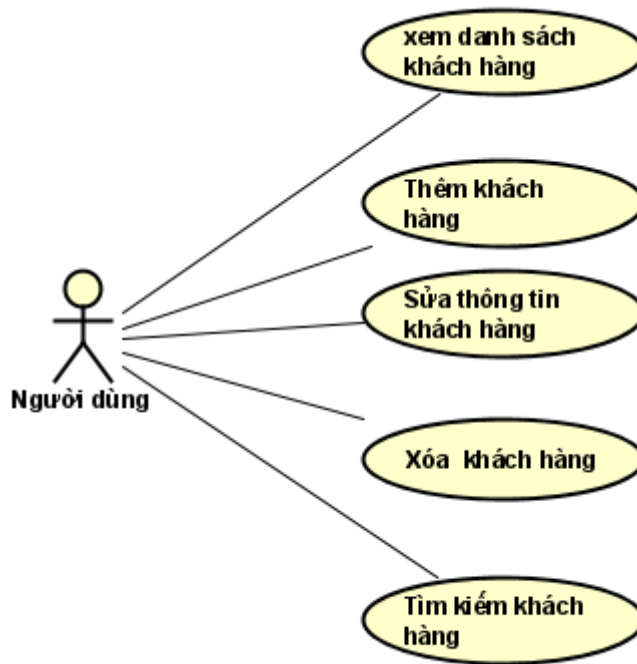 xem danh sách
khách hàng
Thêm khách
hàng
Sửa thông tin
khách hàng
Người dùng
Xóa  khách hàng
Tìm kiếm khách
hàng